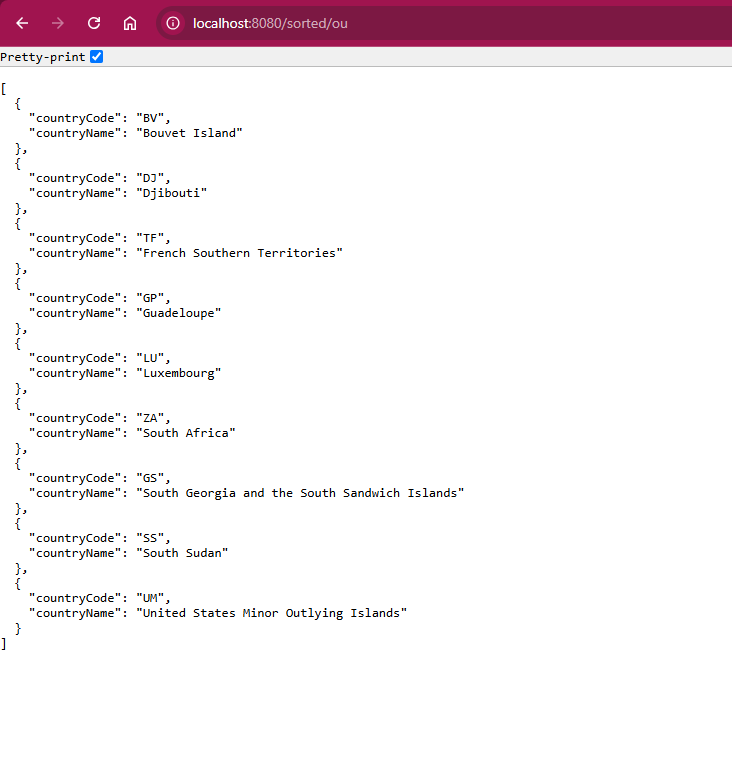 localhost:8080/sorted/ou
Pretty-print
[
  {
    "countryCode": "BV",
    "countryName": "Bouvet Island"
  },
  {
    "countryCode": "DJ",
    "countryName": "Djibouti"
  },
  {
    "countryCode": "TF",
    "countryName": "French Southern Territories"
  },
  {
    "countryCode": "GP",
    "countryName": "Guadeloupe"
  },
  {
    "countryCode": "LU",
    "countryName": "Luxembourg"
  },
  {
    "countryCode": "ZA",
    "countryName": "South Africa"
  },
  {
    "countryCode": "GS",
    "countryName": "South Georgia and the South Sandwich Islands"
  },
  {
    "countryCode": "SS",
    "countryName": "South Sudan"
  },
  {
    "countryCode": "UM",
    "countryName": "United States Minor Outlying Islands"
  }
]